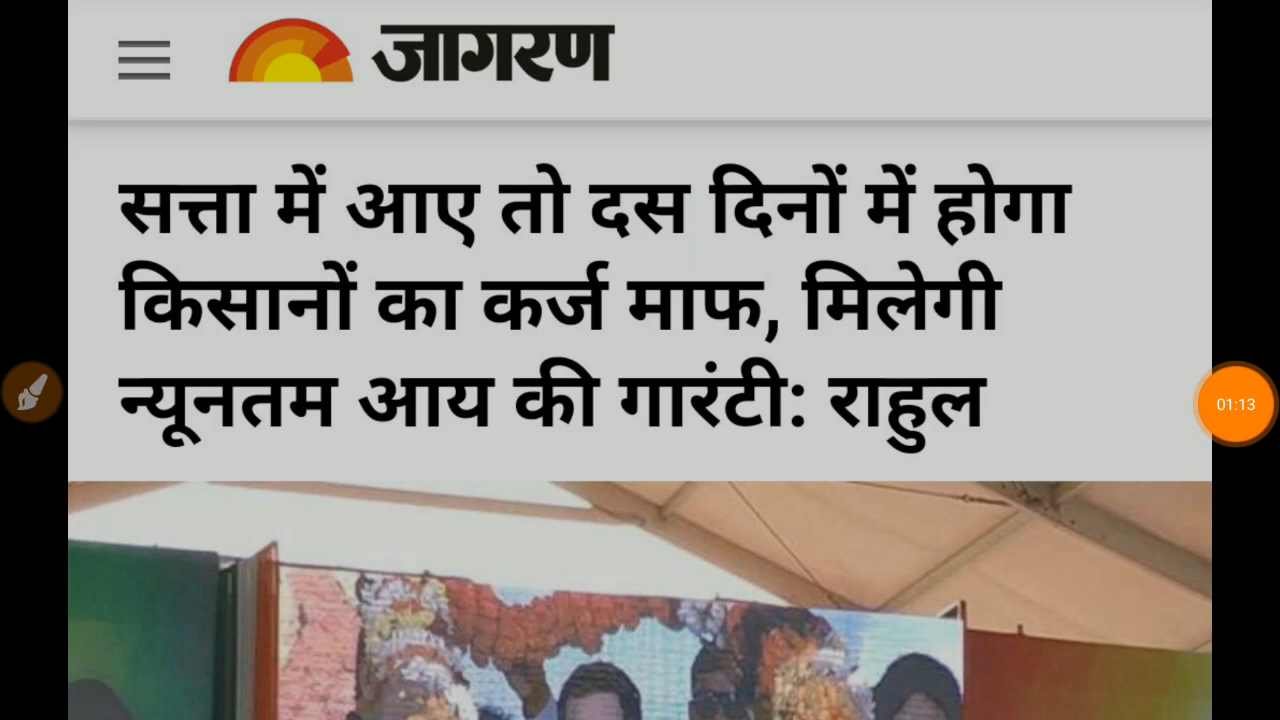 जागरण
सत्ता में आए तो दस दिनों में होगा
किसानों का कर्ज माफ, मिलेगी
न्यूनतम आय की गारंटी: राहुल
01:13